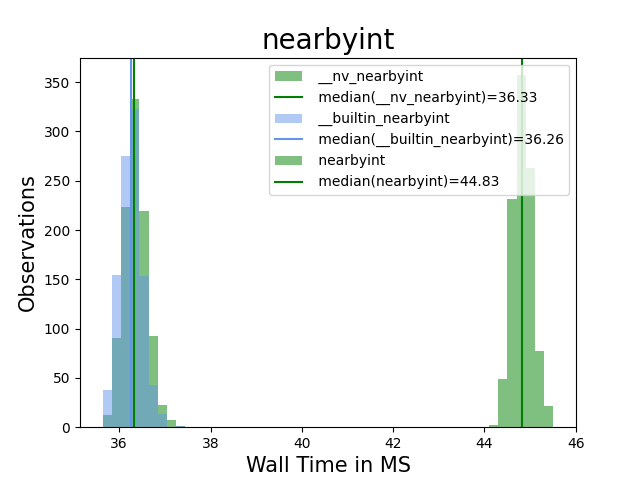 nearbyint
__nv_nearbyint
median(__nv_nearbyint)=36.33
__builtin_nearbyint
median(__builtin_nearbyint)=36.26
nearbyint
median(nearbyint)=44.83
350
300
250
200
150
100
50
0
Observations
36 38 40 42 44 46
Wall Time in MS